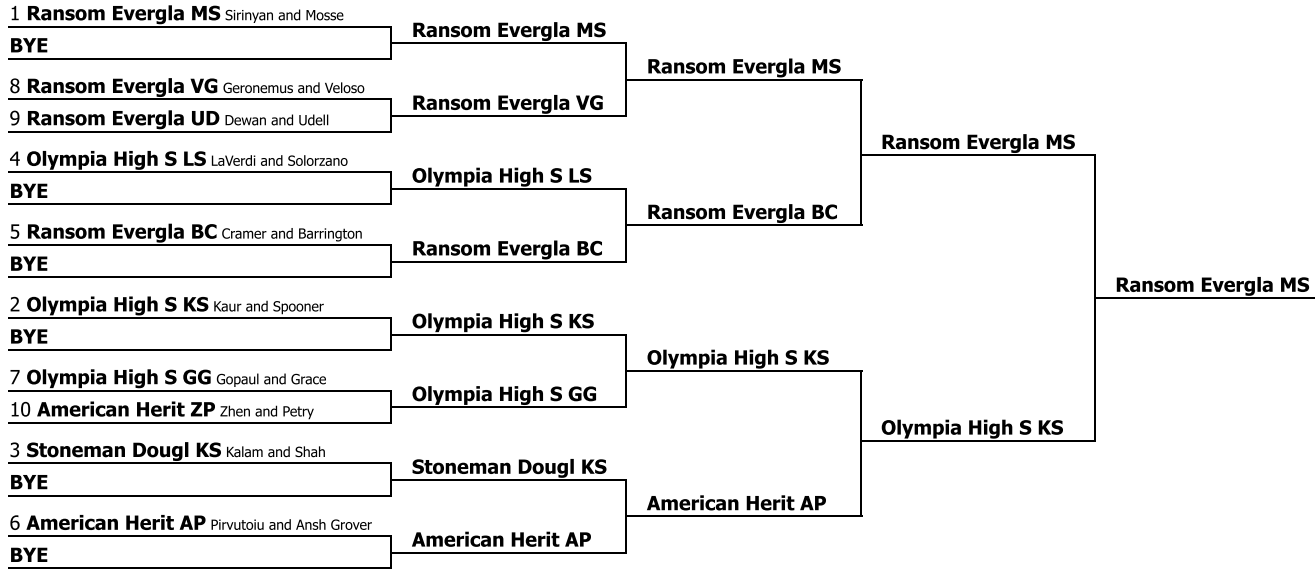 1 Ransom Evergla MS Sirinyan and Mosse
BYE
8 Ransom Evergla VG Geronemus and Veloso
9 Ransom Evergla UD Dewan and Udell
4 Olympia High S LS LaVerdi and Solorzano
BYE
5 Ransom Evergla BC Cramer and Barrington
BYE
2 Olympia High S KS Kaur and Spooner
BYE
7 Olympia High S GG Gopaul and Grace
10 American Herit ZP Zhen and Petry
3 Stoneman Dougl KS Kalam and Shah
BYE
6 American Herit AP Pirvutoiu and Ansh Grover
BYE
Ransom Evergla MS
Ransom Evergla VG
Olympia High S LS
Ransom Evergla BC
Olympia High S KS
Olympia High S GG
Stoneman Dougl KS
American Herit AP
Ransom Evergla MS
Ransom Evergla BC
Olympia High S KS
American Herit AP
Ransom Evergla MS
Olympia High S KS
Ransom Evergla MS